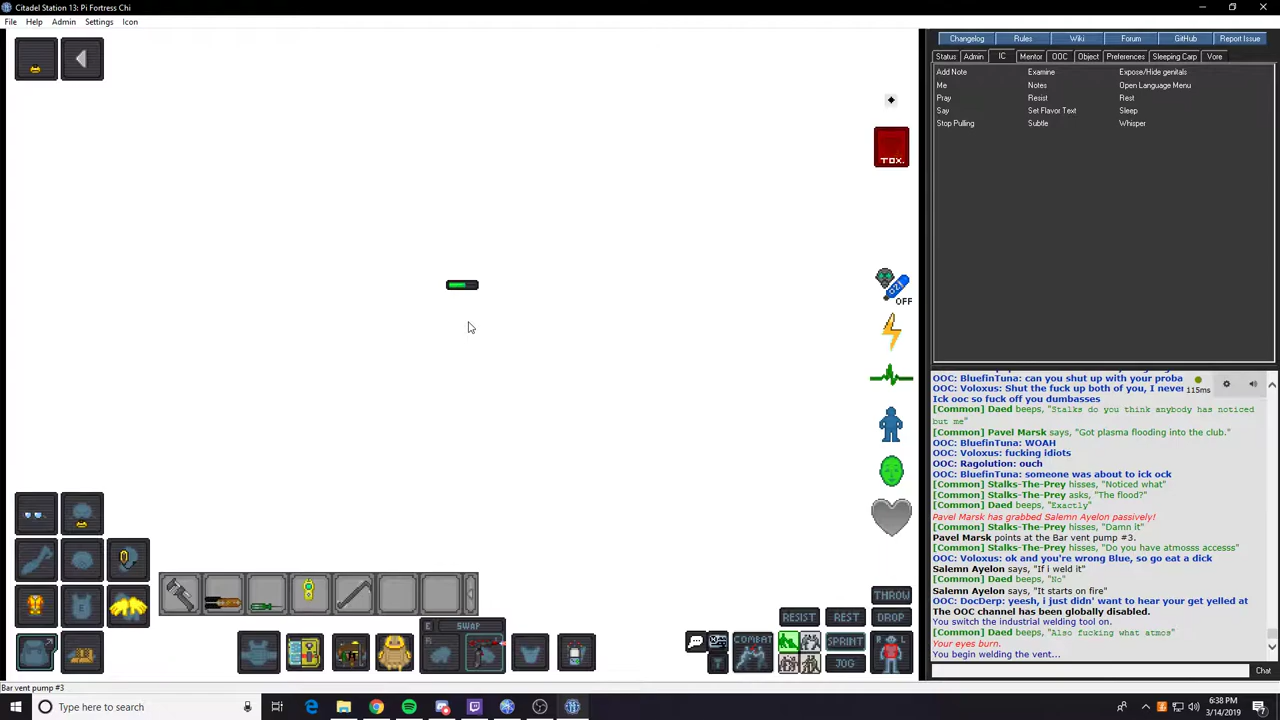 Citadel Station 13: Pi Fortress Chi
File Help Admin Settings Icon
Changelog Rules Wiki Forum GitHub Report Issue
Status Admin IC Mentor OOC Object Preferences Sleeping Carp Vore
Add Note Examine Expose/Hide genitals
Me Notes Open Language Menu
Pray Resist Rest
Say Set Flavor Text Sleep
Stop Pulling Subtle Whisper
TOX.
OFF
OOC: BluefinTuna: can you shut up with your proba
OOC: Voloxus: Shut the fuck up both of you, I never
115ms
Ick ooc so fuck off you dumbasses
[Common] Daed beeps, "Stalks do you think anybody has noticed
but me"
[Common] Pavel Marsk says, "Got plasma flooding into the club."
OOC: BluefinTuna: WOAH
OOC: Voloxus: fucking idiots
OOC: Ragolution: ouch
OOC: BluefinTuna: someone was about to ick ock
[Common] Stalks-The-Prey hisses, "Noticed what"
[Common] Stalks-The-Prey asks, "The flood?"
[Common] Daed beeps, "Exactly"
Pavel Marsk has grabbed Salemn Ayelon passively!
[Common] Stalks-The-Prey hisses, "Damn it"
Pavel Marsk points at the Bar vent pump #3.
[Common] Stalks-The-Prey hisses, "Do you have atmosss accesss"
OOC: Voloxus: ok and you're wrong Blue, so go eat a dick
Salemn Ayelon says, "If i weld it"
[Common] Daed beeps, "No"
Salemn Ayelon says, "It starts on fire"
OOC: DocDerp: yeesh, i just didn' want to hear your get yelled at
The OOC channel has been globally disabled.
You switch the industrial welding tool on.
[Common] Daed beeps, "Also fucking what atmos"
Your eyes burn.
You begin welding the vent...
Chat
THROW
RESIST REST DROP
SWAP
COMBAT SPRINT
JOG
R L
Bar vent pump #3
Type here to search
6:38 PM
3/14/2019